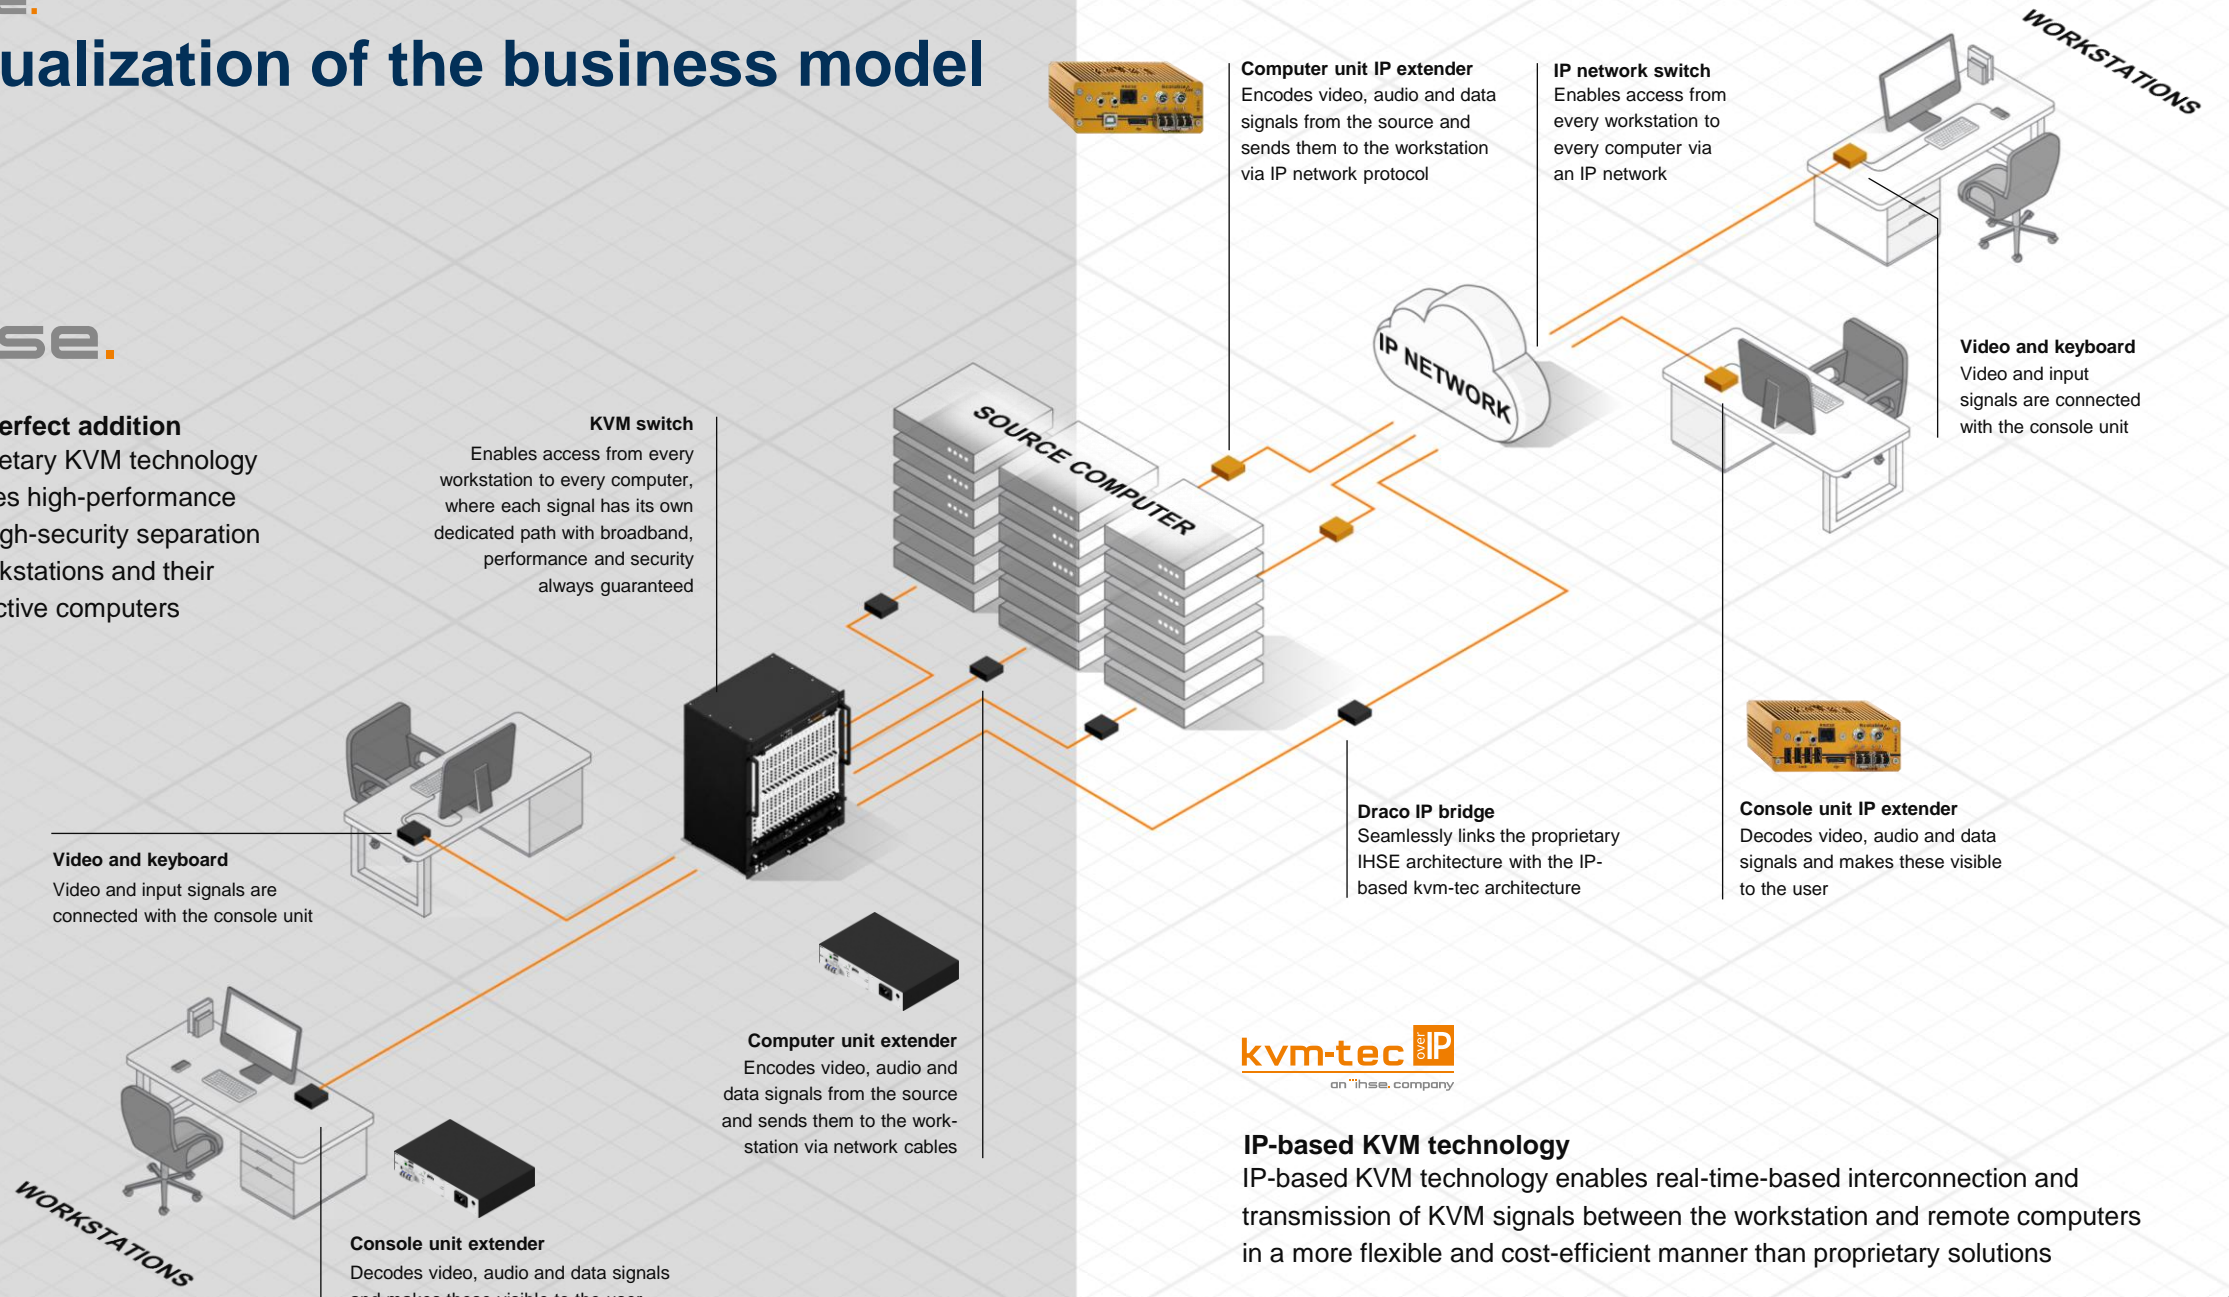 ualization of the business model
se.
erfect addition
etary KVM technology
es high-performance
gh-security separation
kstations and their
ctive computers
KVM switch
Enables access from every
workstation to every computer,
where each signal has its own
dedicated path with broadband,
performance and security
always guaranteed
Computer unit IP extender
Encodes video, audio and data
signals from the source and
sends them to the workstation
via IP network protocol
IP network switch
Enables access from
every workstation to
every computer via
an IP network
WORKSTATIONS
IP NETWORK
SOURCE COMPUTER
Video and keyboard
Video and input
signals are connected
with the console unit
Draco IP bridge
Seamlessly links the proprietary
IHSE architecture with the IP-
based kvm-tec architecture
Console unit IP extender
Decodes video, audio and data
signals and makes these visible
to the user
Video and keyboard
Video and input signals are
connected with the console unit
Computer unit extender
Encodes video, audio and
data signals from the source
and sends them to the work-
station via network cables
WORKSTATIONS
Console unit extender
Decodes video, audio and data signals
and makes these visible to the user
kvm-tec over IP
an ihse. company
IP-based KVM technology
IP-based KVM technology enables real-time-based interconnection and
transmission of KVM signals between the workstation and remote computers
in a more flexible and cost-efficient manner than proprietary solutions